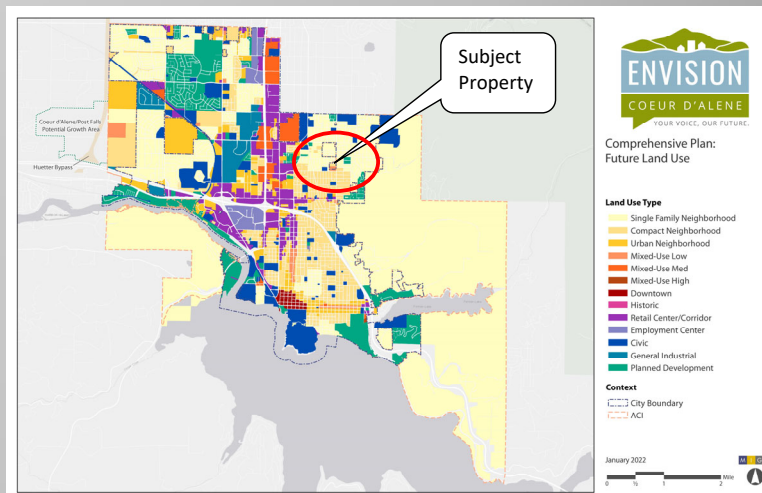 Subject
Property
Coeur d'Alene/Post Falls
Potential Growth Area
Huetter Bypass
ENVISION
COEUR D'ALENE
YOUR VOICE, OUR FUTURE.
Comprehensive Plan:
Future Land Use
Land Use Type
Single Family Neighborhood
Compact Neighborhood
Urban Neighborhood
Mixed-Use Low
Mixed-Use Med
Mixed-Use High
Downtown
Historic
Retail Center/Corridor
Employment Center
Civic
General Industrial
Planned Development
Context
City Boundary
ACI
January 2022
M I G
0 ½ 1 2 Mile